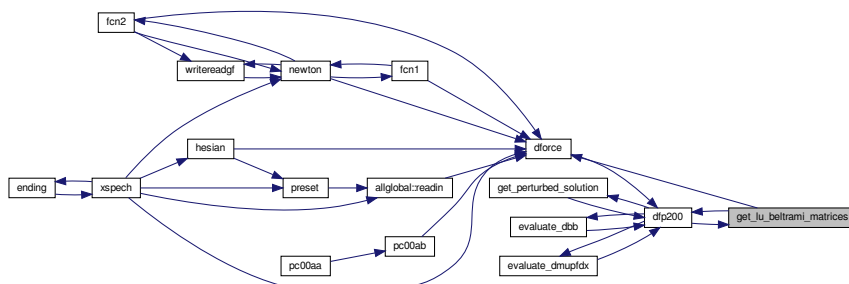 fcn2
writereadgf
newton
fcn1
hesian
dforce
ending
xspech
preset
allglobal::readin
get_perturbed_solution
dfp200
get_lu_beltrami_matrices
evaluate_dbb
pc00ab
pc00aa
evaluate_dmupfdx